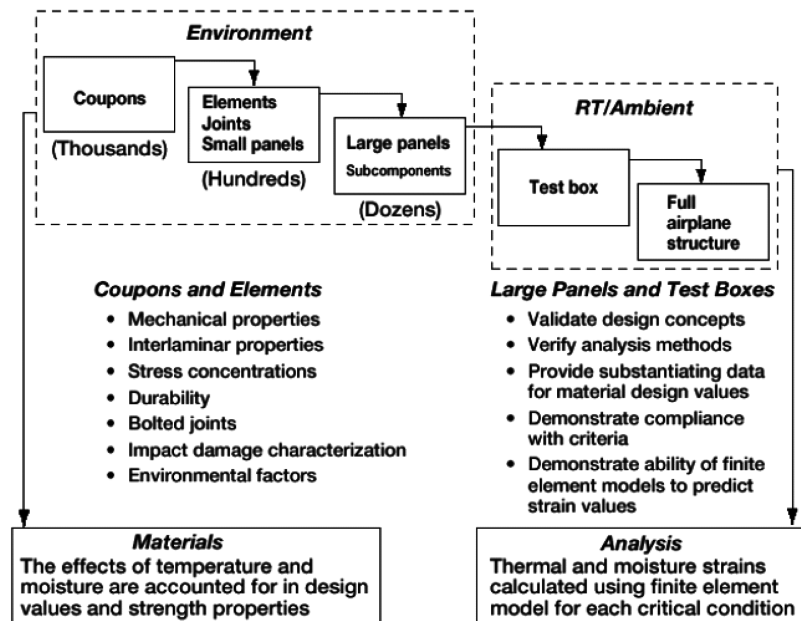 Environment
Coupons
(Thousands)
Elements
Joints
Small panels
(Hundreds)
Large panels
Subcomponents
(Dozens)
RT/Ambient
Test box
Full
airplane
structure
Coupons and Elements
• Mechanical properties
• Interlaminar properties
• Stress concentrations
• Durability
• Bolted joints
• Impact damage characterization
• Environmental factors
Large Panels and Test Boxes
• Validate design concepts
• Verify analysis methods
• Provide substantiating data
for material design values
• Demonstrate compliance
with criteria
• Demonstrate ability of finite
element models to predict
strain values
Materials
The effects of temperature and
moisture are accounted for in design
values and strength properties
Analysis
Thermal and moisture strains
calculated using finite element
model for each critical condition